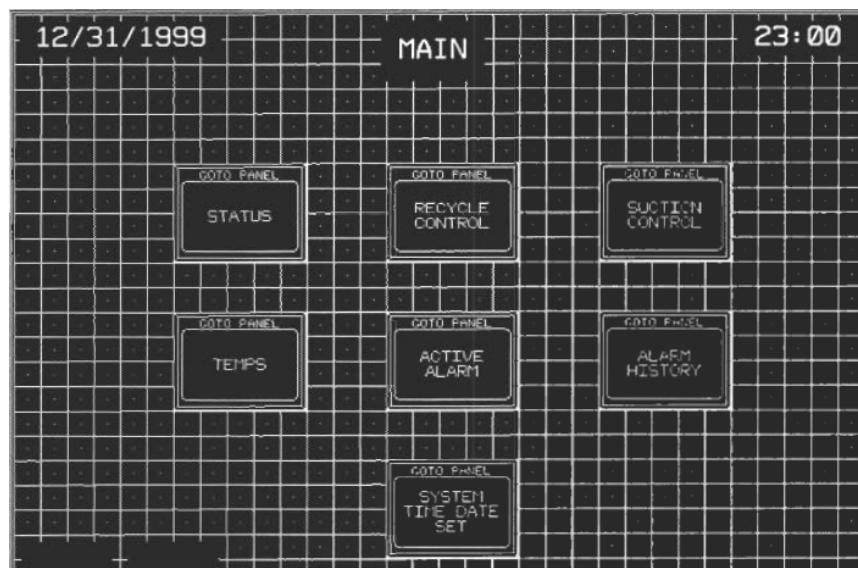 12/31/1999
MAIN
23:00
GOTO PANEL
STATUS
GOTO PANEL
RECYCLE
CONTROL
GOTO PANEL
SUCTION
CONTROL
GOTO PANEL
TEMPS
GOTO PANEL
ACTIVE
ALARM
GOTO PANEL
ALARM
HISTORY
GOTO PANEL
SYSTEM
TIME DATE
SET